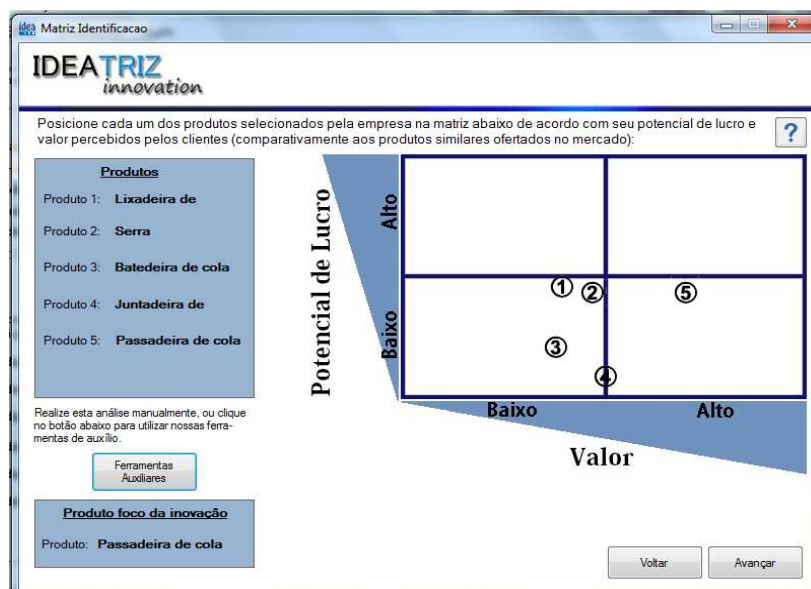 idea
Matriz Identificacao
IDEATRIZ
innovation
Posicione cada um dos produtos selecionados pela empresa na matriz abaixo de acordo com seu potencial de lucro e
valor percebidos pelos clientes (comparativamente aos produtos similares ofertados no mercado):
?
Produtos
Produto 1: Lixadeira de
Produto 2: Serra
Produto 3: Batedeira de cola
Produto 4: Juntadeira de
Produto 5: Passadeira de cola
Realize esta análise manualmente, ou clique
no botão abaixo para utilizar nossas ferra-
mentas de auxílio.
Ferramentas
Auxiliares
Produto foco da inovação
Produto: Passadeira de cola
Potencial de Lucro
Alto
Baixo
1
2
5
3
4
Baixo
Alto
Valor
Voltar
Avançar